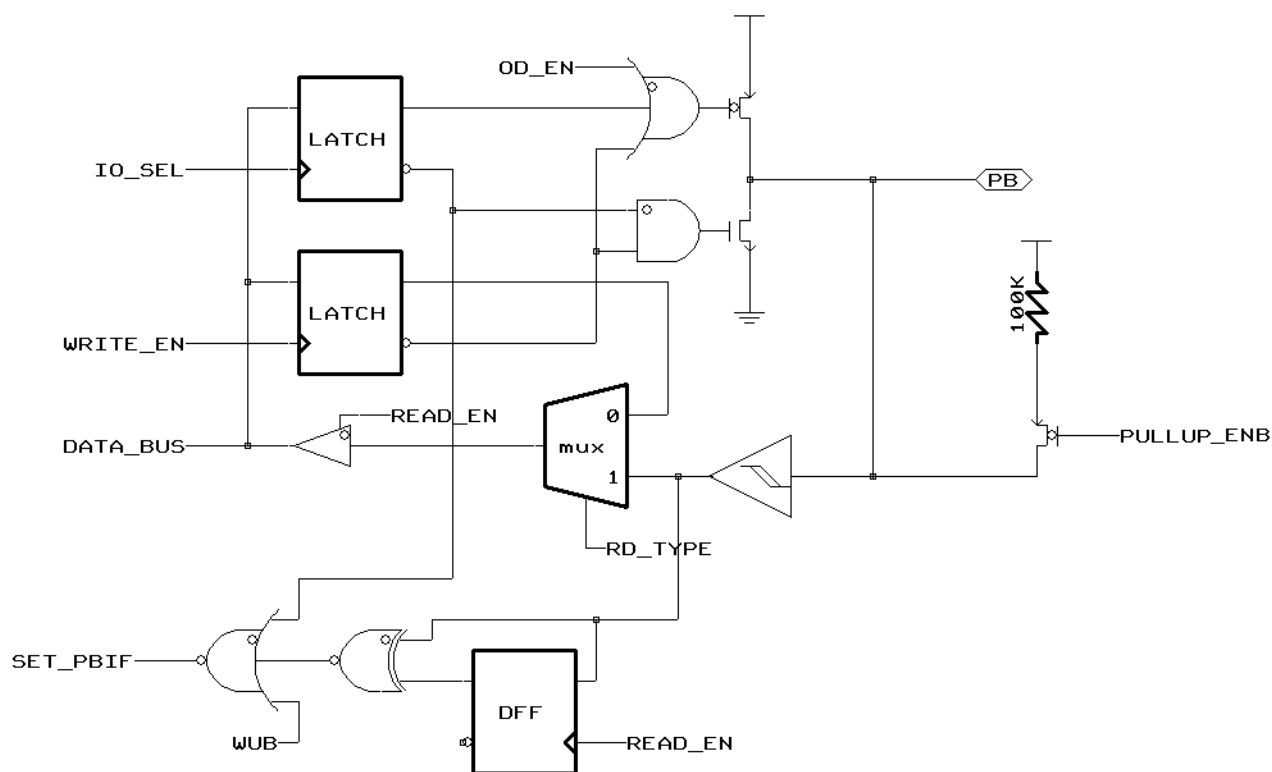 OD_EN
LATCH
IO_SEL
PB
LATCH
100K
WRITE_EN
READ_EN
0
DATA_BUS
mux
PULLUP_ENB
1
RD_TYPE
SET_PBIF
DFF
WUB
READ_EN